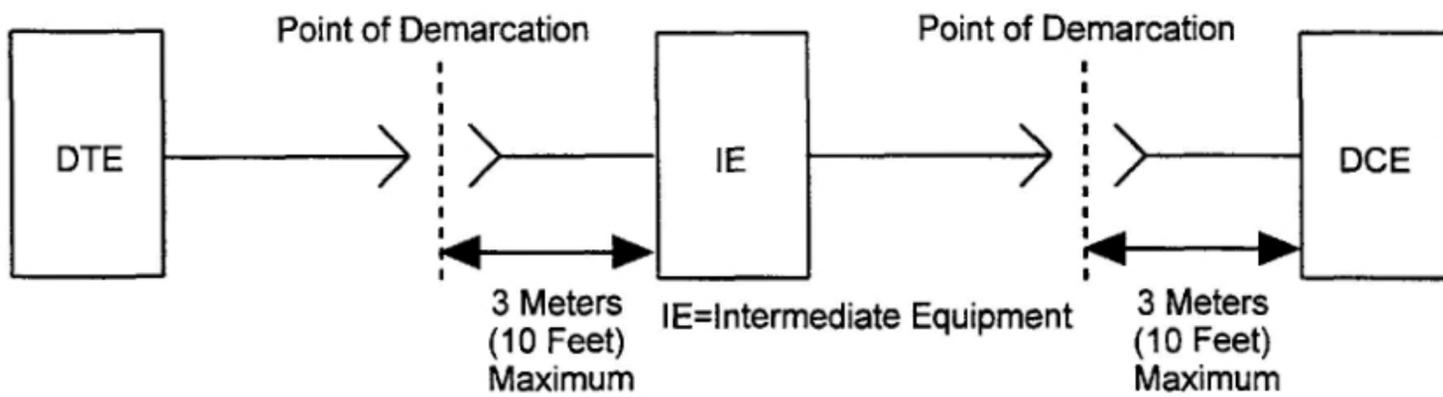 Point of Demarcation
Point of Demarcation
DTE
IE
DCE
3 Meters
(10 Feet)
Maximum
IE=Intermediate Equipment
3 Meters
(10 Feet)
Maximum